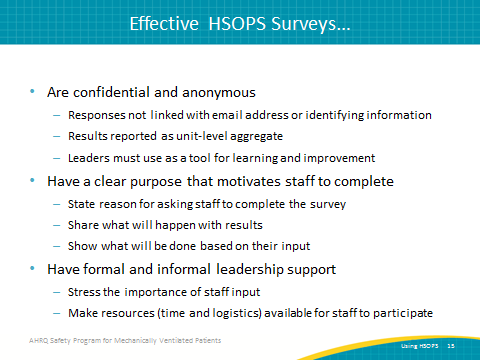 Effective HSOPS Surveys...
• Are confidential and anonymous
– Responses not linked with email address or identifying information
– Results reported as unit-level aggregate
– Leaders must use as a tool for learning and improvement
• Have a clear purpose that motivates staff to complete
– State reason for asking staff to complete the survey
– Share what will happen with results
– Show what will be done based on their input
• Have formal and informal leadership support
– Stress the importance of staff input
– Make resources (time and logistics) available for staff to participate
AHRQ Safety Program for Mechanically Ventilated Patients
Using HSOPS 15